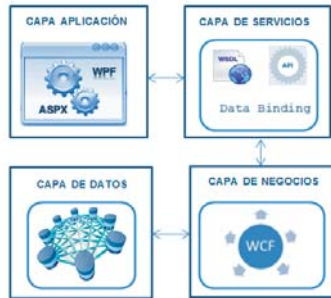 CAPA APLICACIÓN
WPF
ASPX
CAPA DE SERVICIOS
WSDL
API
Data Binding
CAPA DE DATOS
CAPA DE NEGOCIOS
WCF